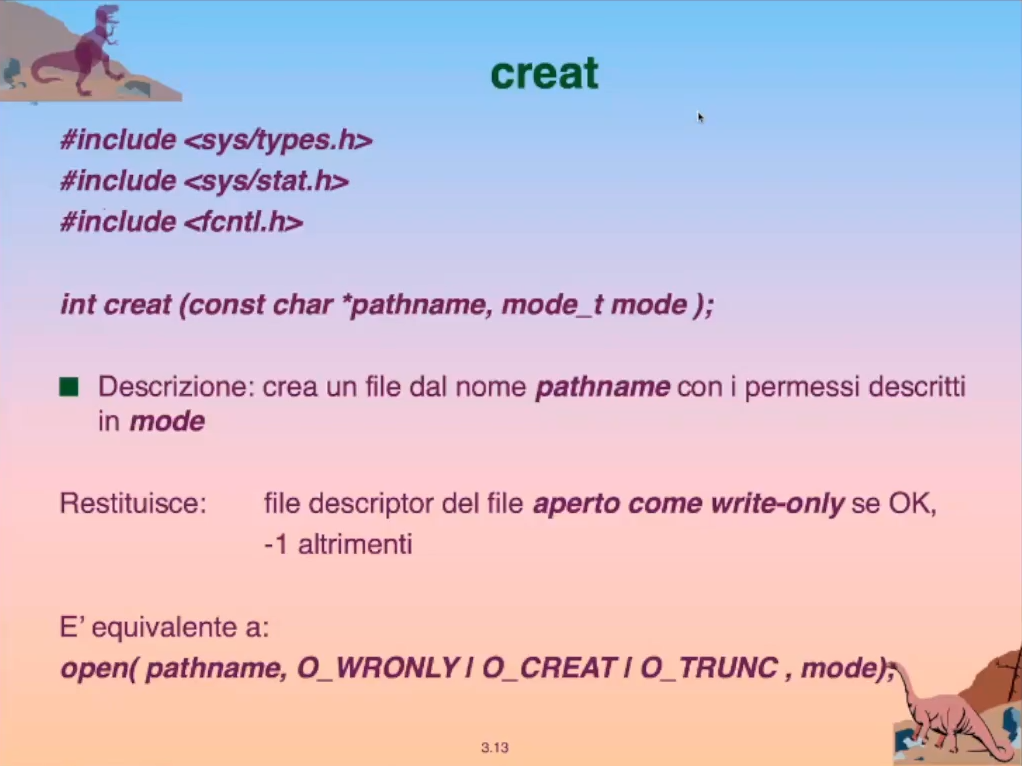 creat
#include <sys/types.h>
#include <sys/stat.h>
#include <fcntl.h>
int creat (const char *pathname, mode_t mode );
Descrizione: crea un file dal nome pathname con i permessi descritti
in mode
Restituisce: file descriptor del file aperto come write-only se OK,
-1 altrimenti
E’ equivalente a:
open( pathname, O_WRONLY | O_CREAT | O_TRUNC , mode);
3.13